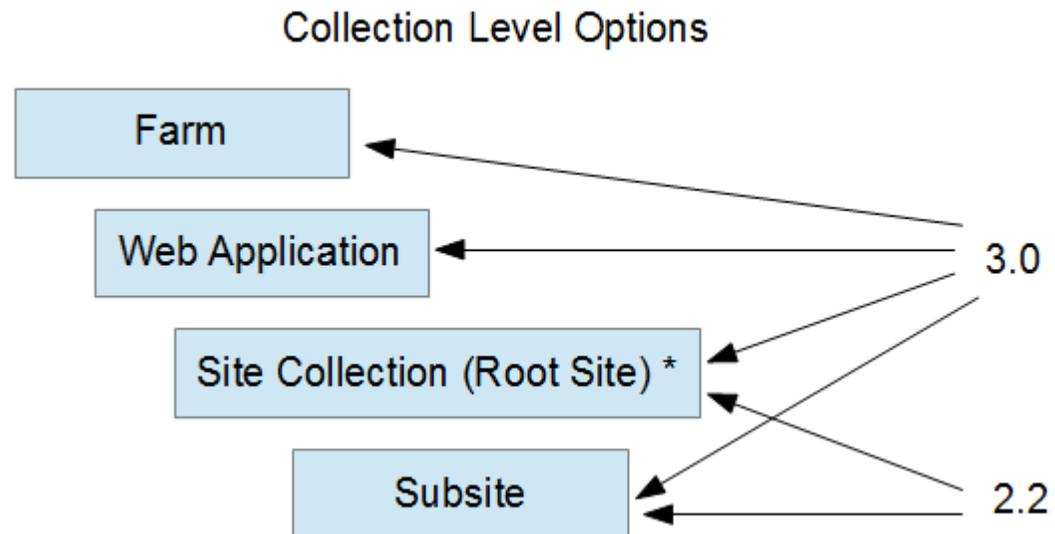 Collection Level Options
Farm
Web Application
3.0
Site Collection (Root Site) *
Subsite
2.2